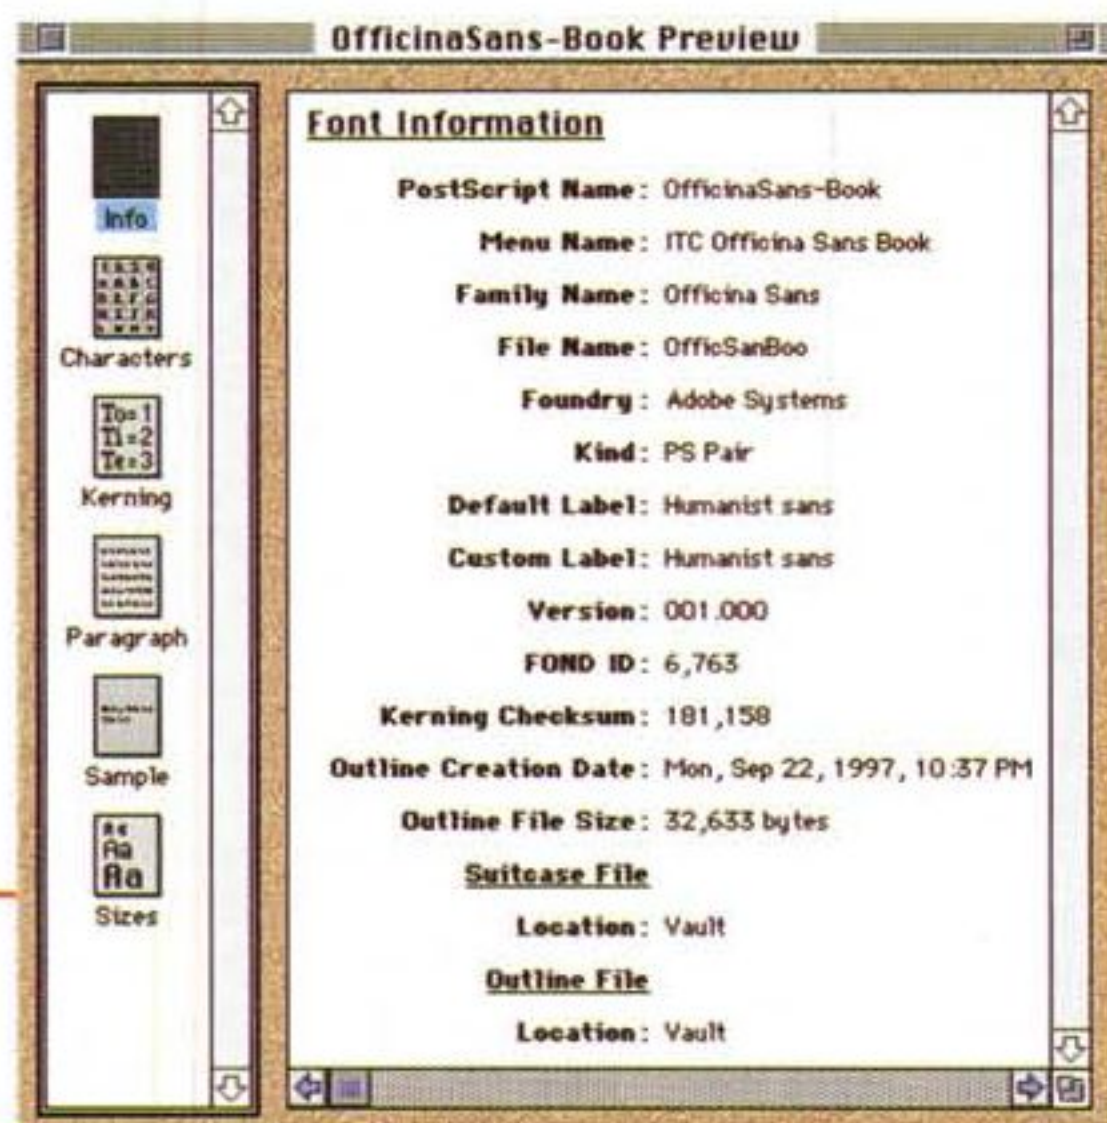 OfficinaSans-Book Preview
Info
Characters
To=1
Ti=2
Te=3
Kerning
Paragraph
Sample
Aa
Aa
Aa
Sizes
Font Information
PostScript Name: OfficinaSans-Book
Menu Name: ITC Officina Sans Book
Family Name: Officina Sans
File Name: OfficSanBoo
Foundry: Adobe Systems
Kind: PS Pair
Default Label: Humanist sans
Custom Label: Humanist sans
Version: 001.000
FOND ID: 6,763
Kerning Checksum: 181,158
Outline Creation Date: Mon, Sep 22, 1997, 10:37 PM
Outline File Size: 32,633 bytes
Suitcase File
Location: Vault
Outline File
Location: Vault